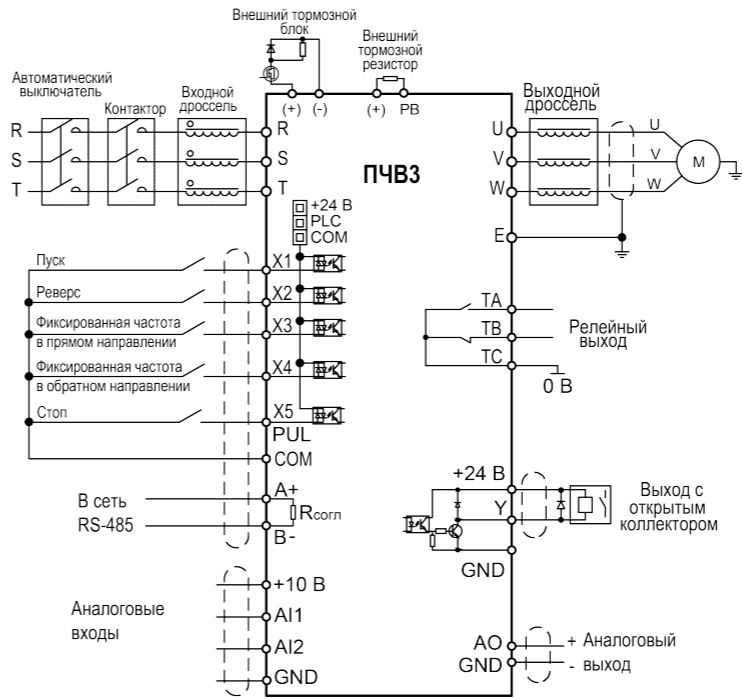 Внешний тормозной
блок
Внешний
тормозной
резистор
Автоматический
выключатель
Контактор
Входной
дроссель
(+) (-)
(+) PB
Выходной
дроссель
R
R
S
S
T
T
ПЧВ3
U
U
V
V
W
W
M
E
+24 В
PLC
COM
Пуск
X1
Реверс
X2
Фиксированная частота
в прямом направлении
X3
Фиксированная частота
в обратном направлении
X4
Стоп
X5
PUL
COM
TA
TB
TC
Релейный
выход
0 В
В сеть
RS-485
A+
Rсогл
B-
+24 В
Y
GND
Выход с
открытым
коллектором
Аналоговые
входы
+10 В
AI1
AI2
GND
AO
GND
+ Аналоговый
- выход